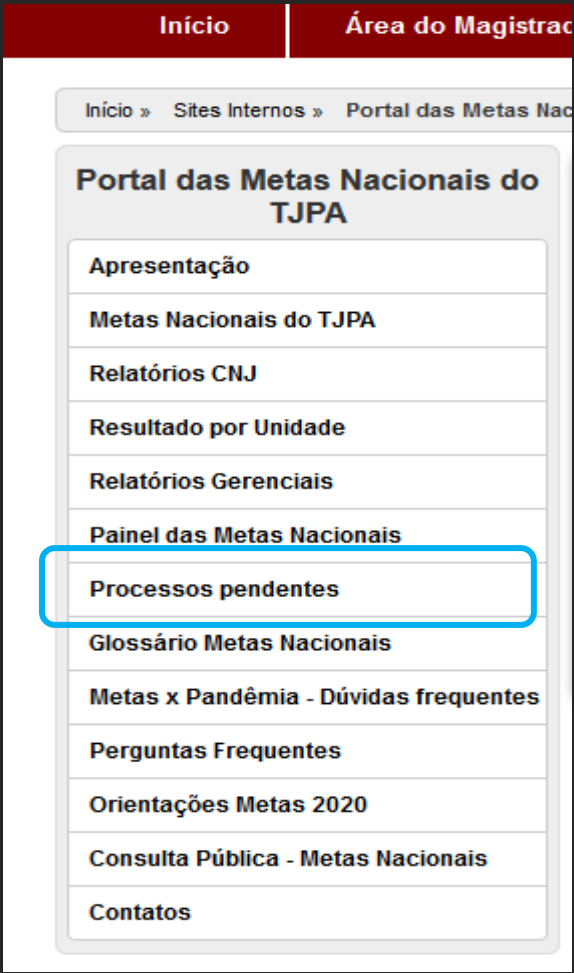 Início
Área do Magistrad
Início » Sites Internos » Portal das Metas Nac
Portal das Metas Nacionais do
TJPA
Apresentação
Metas Nacionais do TJPA
Relatórios CNJ
Resultado por Unidade
Relatórios Gerenciais
Painel das Metas Nacionais
Processos pendentes
Glossário Metas Nacionais
Metas x Pandêmia - Dúvidas frequentes
Perguntas Frequentes
Orientações Metas 2020
Consulta Pública - Metas Nacionais
Contatos